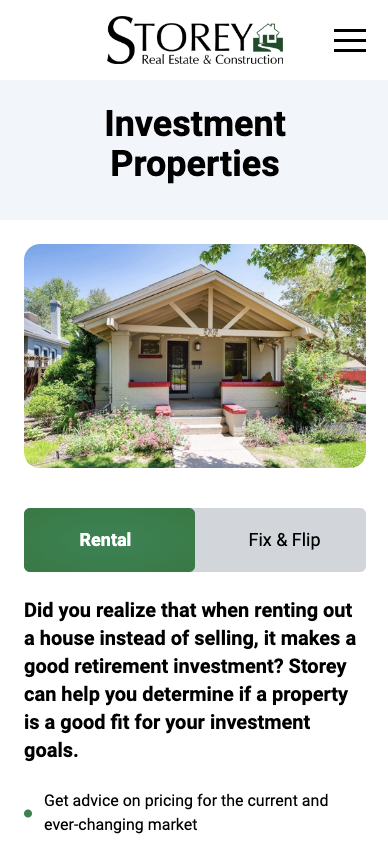 STOREY
Real Estate & Construction
Investment
Properties
Rental
Fix & Flip
Did you realize that when renting out
a house instead of selling, it makes a
good retirement investment? Storey
can help you determine if a property
is a good fit for your investment
goals.
Get advice on pricing for the current and
ever-changing market